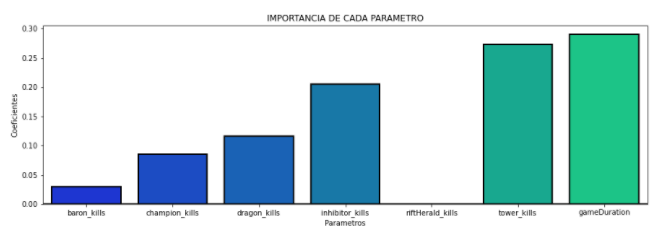 IMPORTANCIA DE CADA PARAMETRO
0.30
0.25
0.20
0.15
0.10
0.05
0.00
Coeficientes
baron_kills champion_kills dragon_kills inhibitor_kills riftHerald_kills tower_kills gameDuration
Parametros